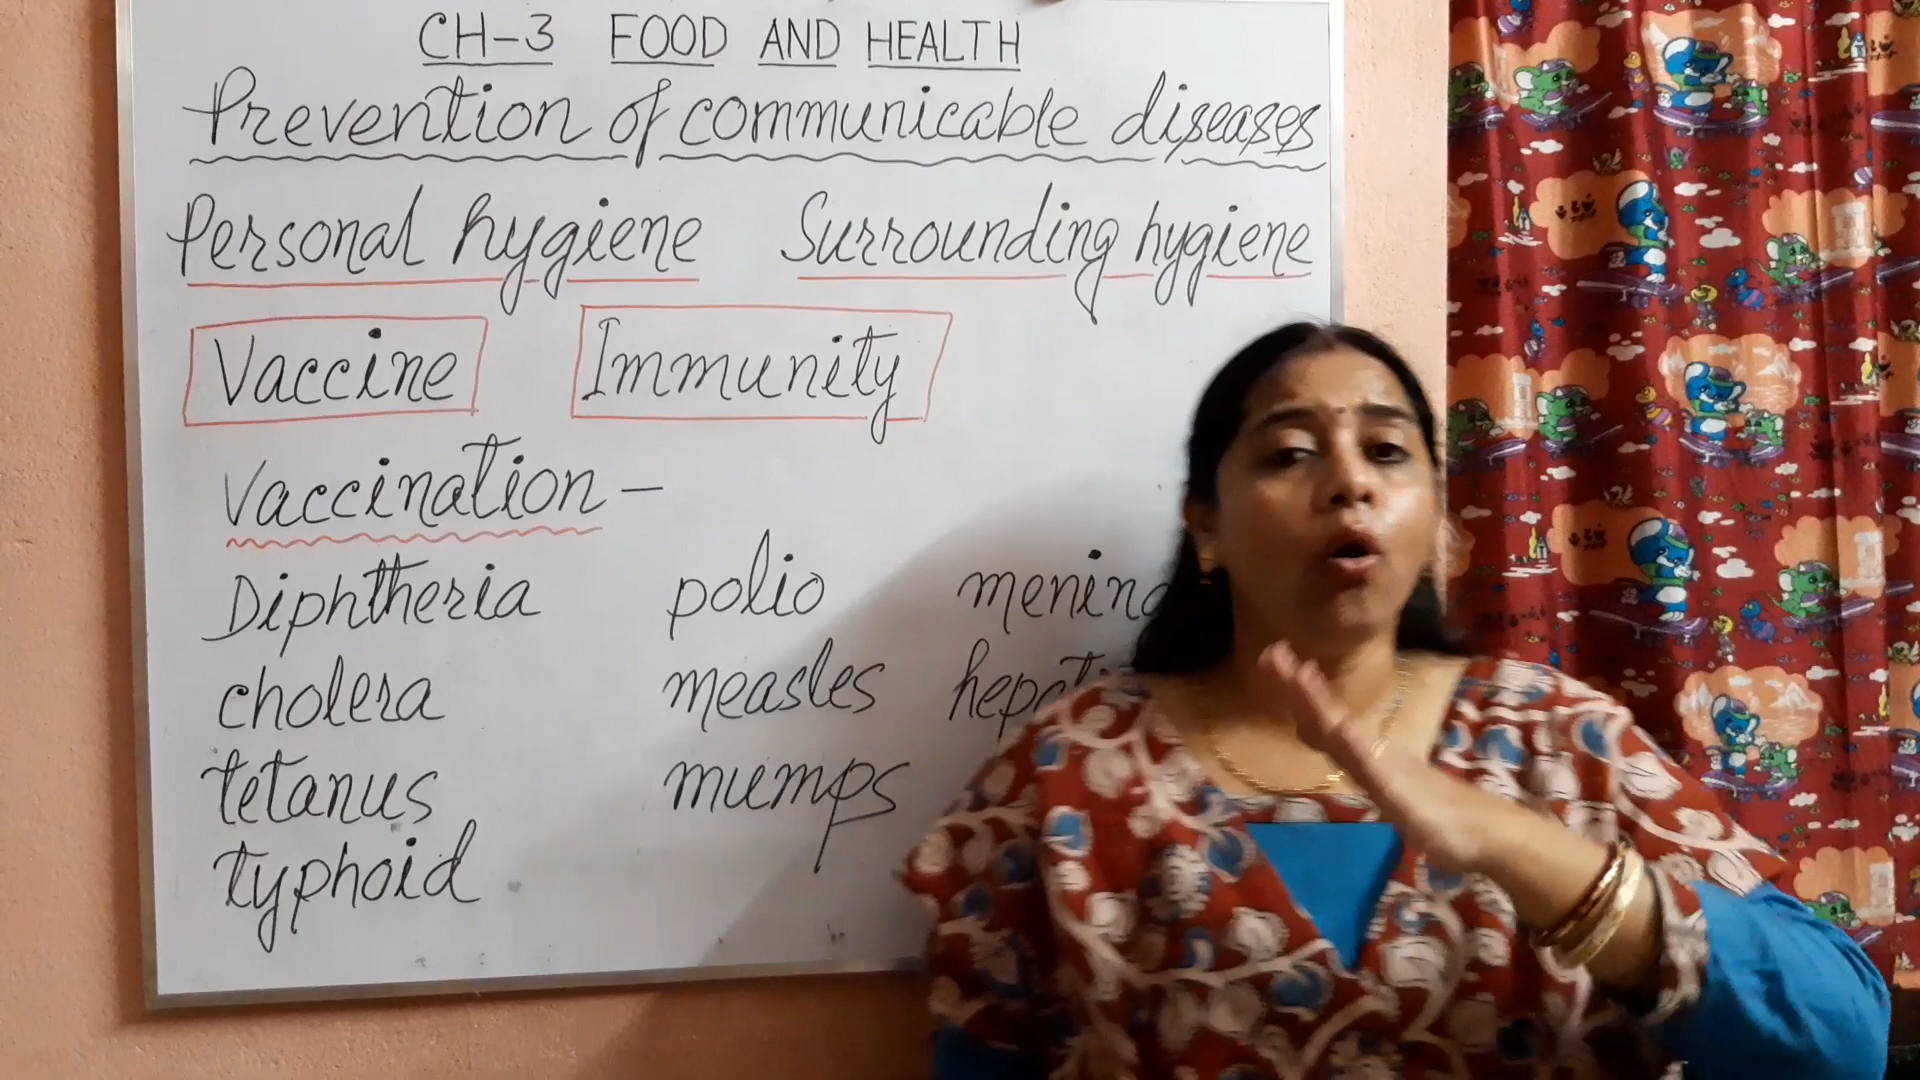 CH-3 FOOD AND HEALTH
Prevention of communicable diseases
Personal hygiene Surrounding hygiene
Vaccine Immunity
Vaccination -
Diphtheria polio
cholera measles
tetanus mumps
typhoid